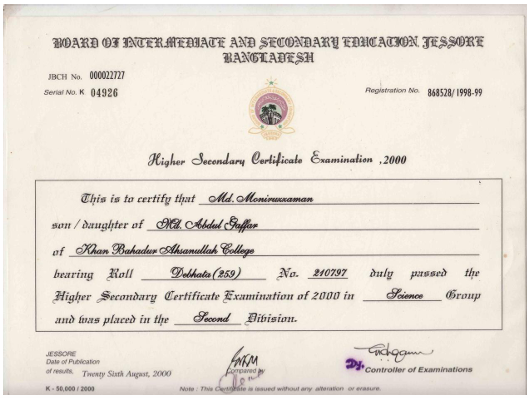 BOARD OF INTERMEDIATE AND SECONDARY EDUCATION, JESSORE
BANGLADESH
JBCH No. 000022727
Serial No. K 04926
Registration No. 868528/1998-99
Higher Secondary Certificate Examination ,2000
This is to certify that Md. Moniruzzaman
son / daughter of Md. Abdul Gaffar
of Khan Bahadur Ahsanullah College
bearing Roll Debhata (259) No. 210797 duly passed the
Higher Secondary Certificate Examination of 2000 in Science Group
and was placed in the Second Division.
JESSORE
Date of Publication
of results, Twenty Sixth August, 2000
Compared by
Dy. Controller of Examinations
K - 50,000 / 2000
Note : This Certificate is issued without any alteration or erasure.